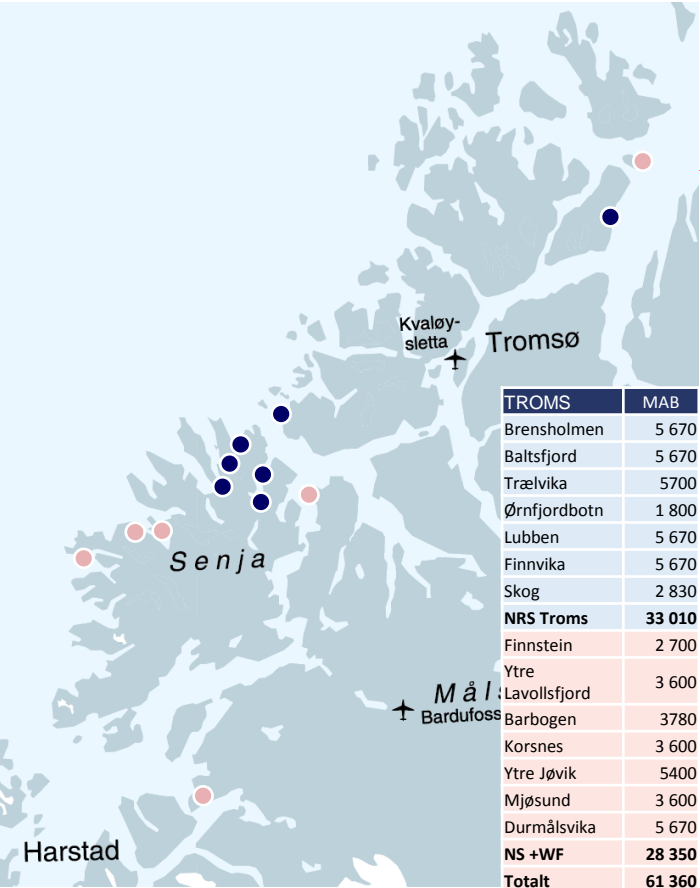 Kvaløy-
sletta
Tromsø
Senja
Måls
Bardufoss
Harstad
TROMS MAB
Brensholmen 5 670
Baltsfjord 5 670
Trælvika 5700
Ørnfjordbotn 1 800
Lubben 5 670
Finnvika 5 670
Skog 2 830
NRS Troms 33 010
Finnstein 2 700
Ytre
Lavollsfjord 3 600
Barbogen 3780
Korsnes 3 600
Ytre Jøvik 5400
Mjøsund 3 600
Durmålsvika 5 670
NS +WF 28 350
Totalt 61 360